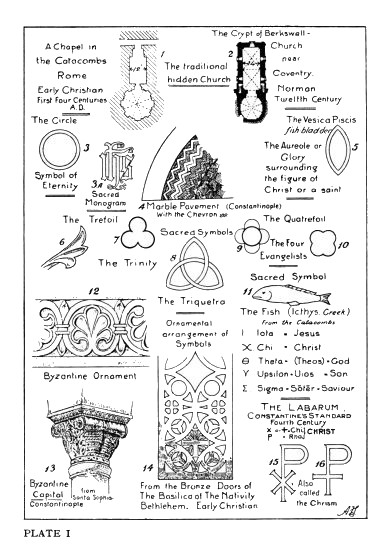 A Chapel in
the Catacombs
Rome
Early Christian
First Four Centuries
A.D.
1
The traditional
hidden Church
The Crypt of Berkswell -
2
Church
near
Coventry.
Norman
Twelfth Century
The Circle
3
Symbol of
Eternity
3A
Sacred
Monogram
4 Marble Pavement (Constantinople)
With the Chevron
The Vesica Piscis
fish bladder
The Aureole or
Glory
surrounding
the figure of
Christ or a saint
5
The Trefoil
6
7
The Trinity
Sacred Symbols
8
The Triquetra
The Quatrefoil
9
The Four
Evangelists
10
Sacred Symbol
11
The Fish (Icthys. Greek)
From the Catacombs
I Iota = Jesus
X Chi = Christ
Θ Theta = (Theos) = God
Υ Upsilon = Uios = Son
Σ Sigma = Sōtēr = Saviour
12
Byzantine Ornament
Ornamental
arrangement of
Symbols
13
Byzantine
Capital from
Constantinople Santa Sophia
14
From the Bronze Doors of
The Basilica of The Nativity
Bethlehem. Early Christian
The Labarum
Constantine's Standard
Fourth Century
X = + = Chi CHRIST
P = Rho
15
16
Also
called
the Chrism
PLATE I